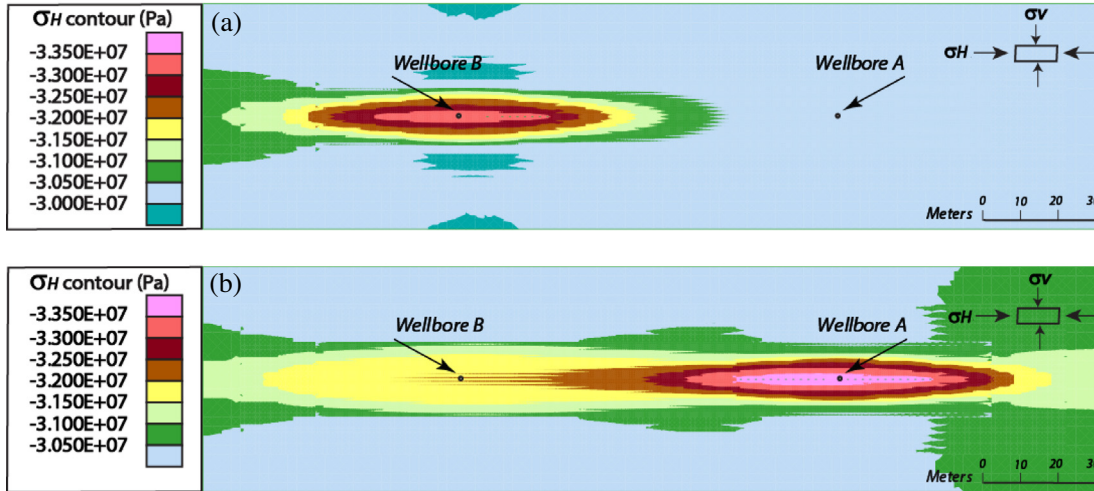 σH contour (Pa)
-3.350E+07
-3.300E+07
-3.250E+07
-3.200E+07
-3.150E+07
-3.100E+07
-3.050E+07
-3.000E+07
(a)
Wellbore B
Wellbore A
σv
σH
0 10 20 30
Meters
σH contour (Pa)
-3.350E+07
-3.300E+07
-3.250E+07
-3.200E+07
-3.150E+07
-3.100E+07
-3.050E+07
(b)
Wellbore B
Wellbore A
σv
σH
0 10 20 30
Meters